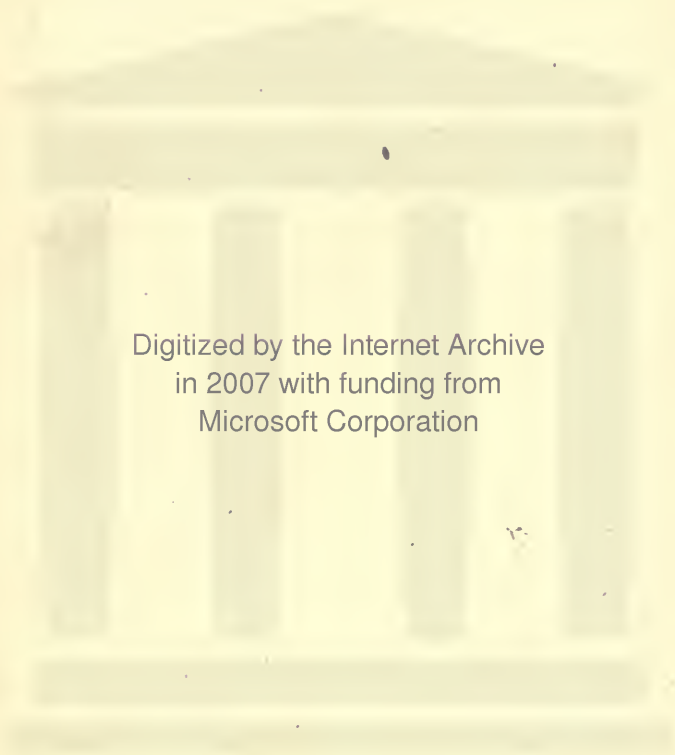 Digitized by the Internet Archive
in 2007 with funding from
Microsoft Corporation